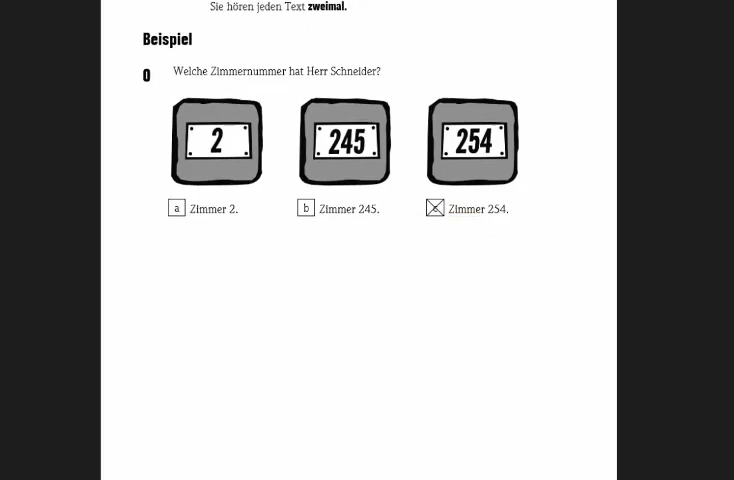 Sie hören jeden Text zweimal.
Beispiel
0 Welche Zimmernummer hat Herr Schneider?
2 245 254
a Zimmer 2. b Zimmer 245. c Zimmer 254.